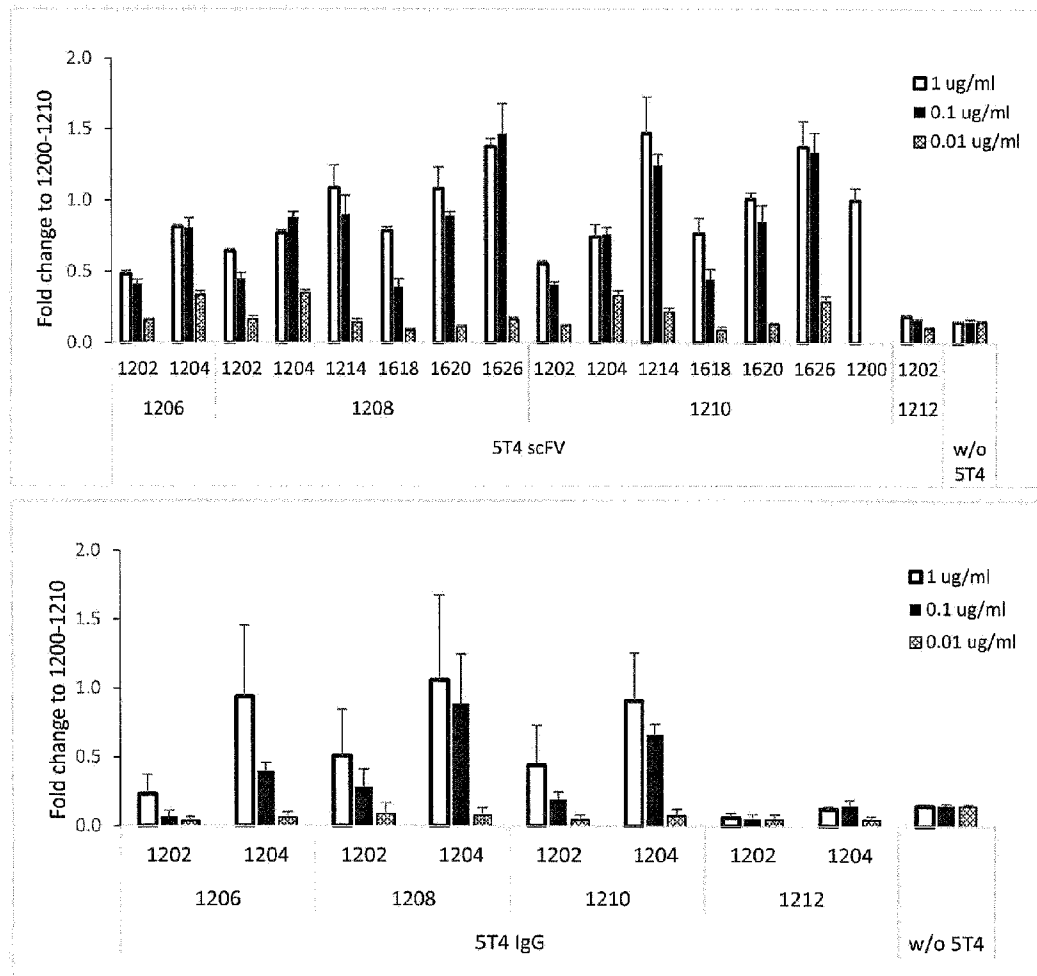 2.0
1 ug/ml
0.1 ug/ml
0.01 ug/ml
1.5
1.0
0.5
0.0
Fold change to 1200-1210
1202 1204 1202 1204 1214 1618 1620 1626 1202 1204 1214 1618 1620 1626 1200 1202
1206 1208 1210 1212
5T4 scFV
w/o
5T4
2.0
1 ug/ml
0.1 ug/ml
0.01 ug/ml
1.5
1.0
0.5
0.0
Fold change to 1200-1210
1202 1204 1202 1204 1202 1204 1202 1204
1206 1208 1210 1212
5T4 IgG
w/o 5T4